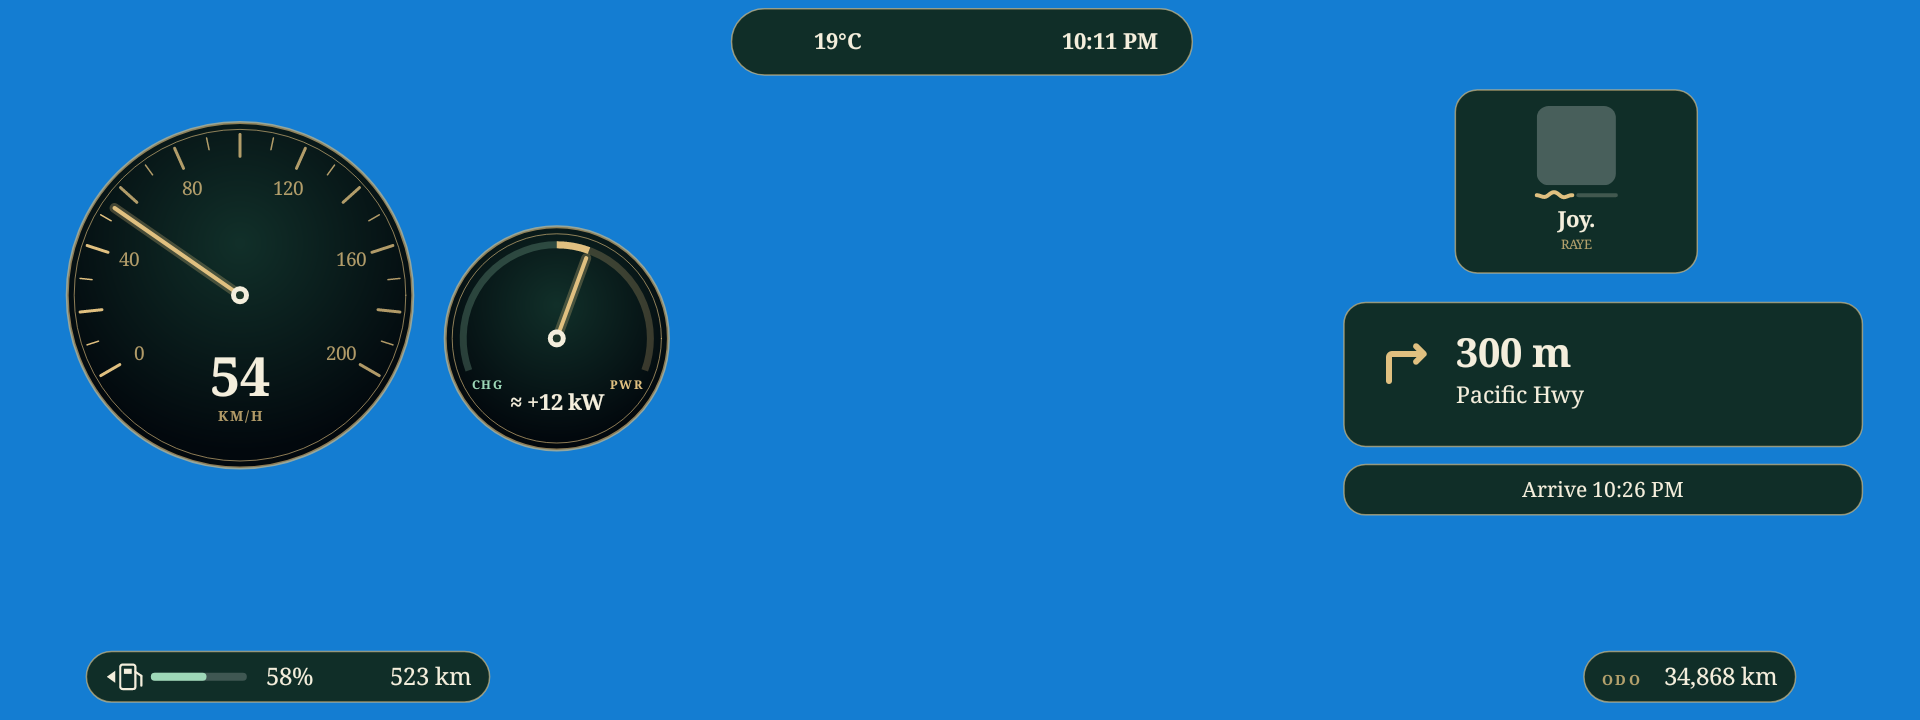 19°C 10:11 PM
80 120
40 160
0 200
54
KM/H
CHG PWR
≈ +12 kW
Joy.
RAYE
300 m
Pacific Hwy
Arrive 10:26 PM
58% 523 km
ODO 34,868 km